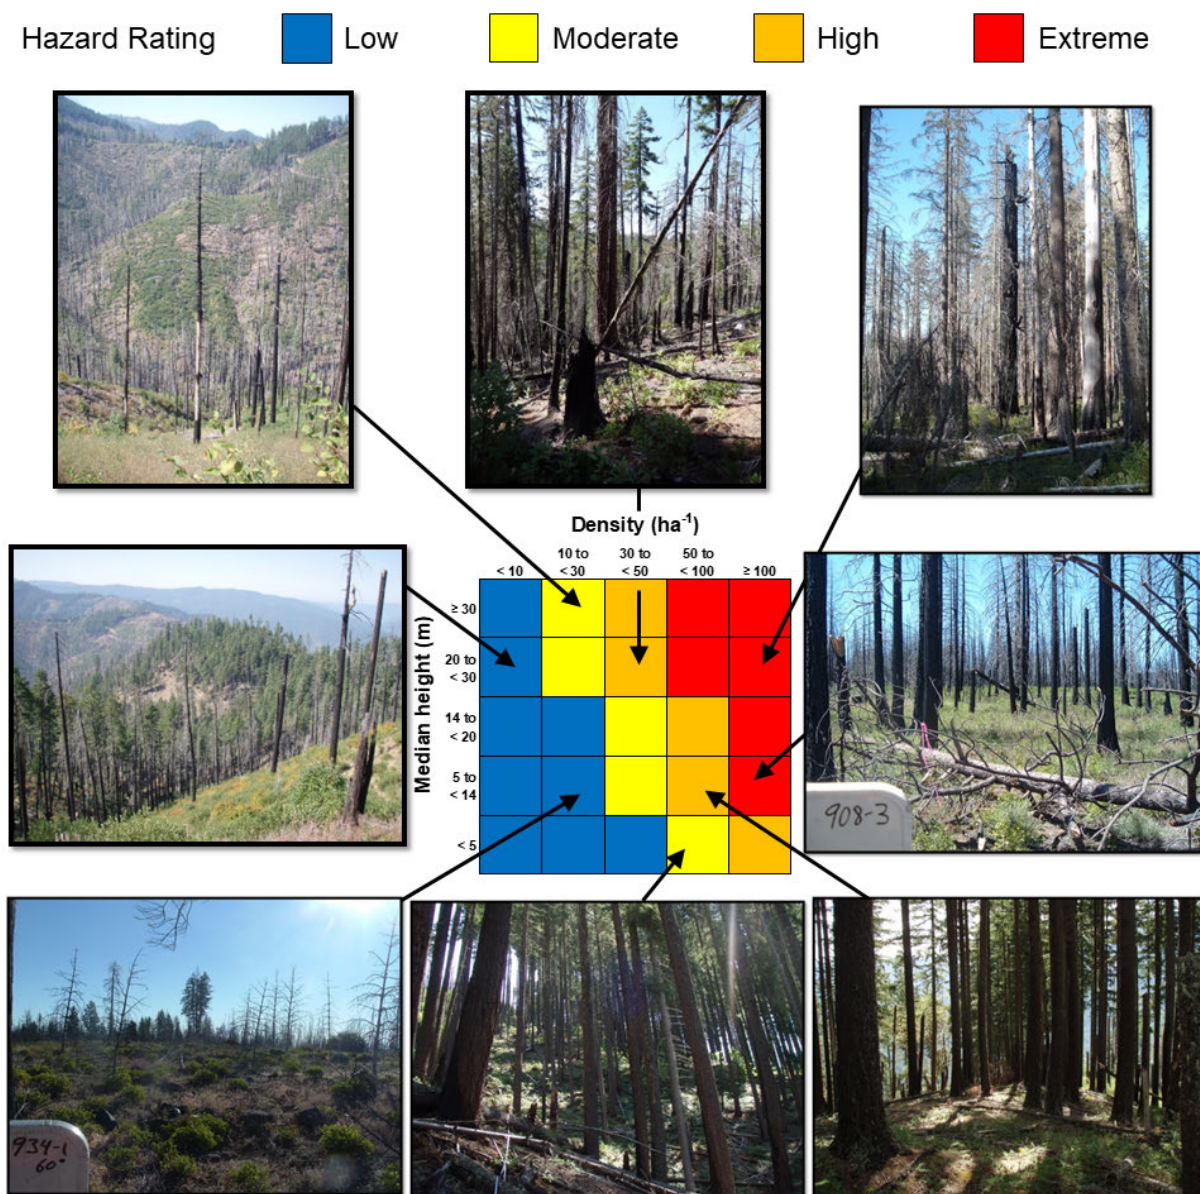 Hazard Rating Low Moderate High Extreme
Density (ha⁻¹)
10 to 30 to 50 to
< 10 < 30 < 50 < 100 ≥ 100
Median height (m)
≥ 30
20 to
< 30
14 to
< 20
5 to
< 14
< 5
908-3
934-1
60°